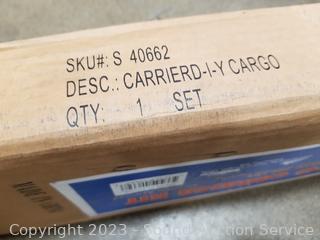 SKU#: S 40662
DESC.: CARRIERD-I-Y CARGO
QTY: 1 SET
Copyright 2023 - Sound Auction Service